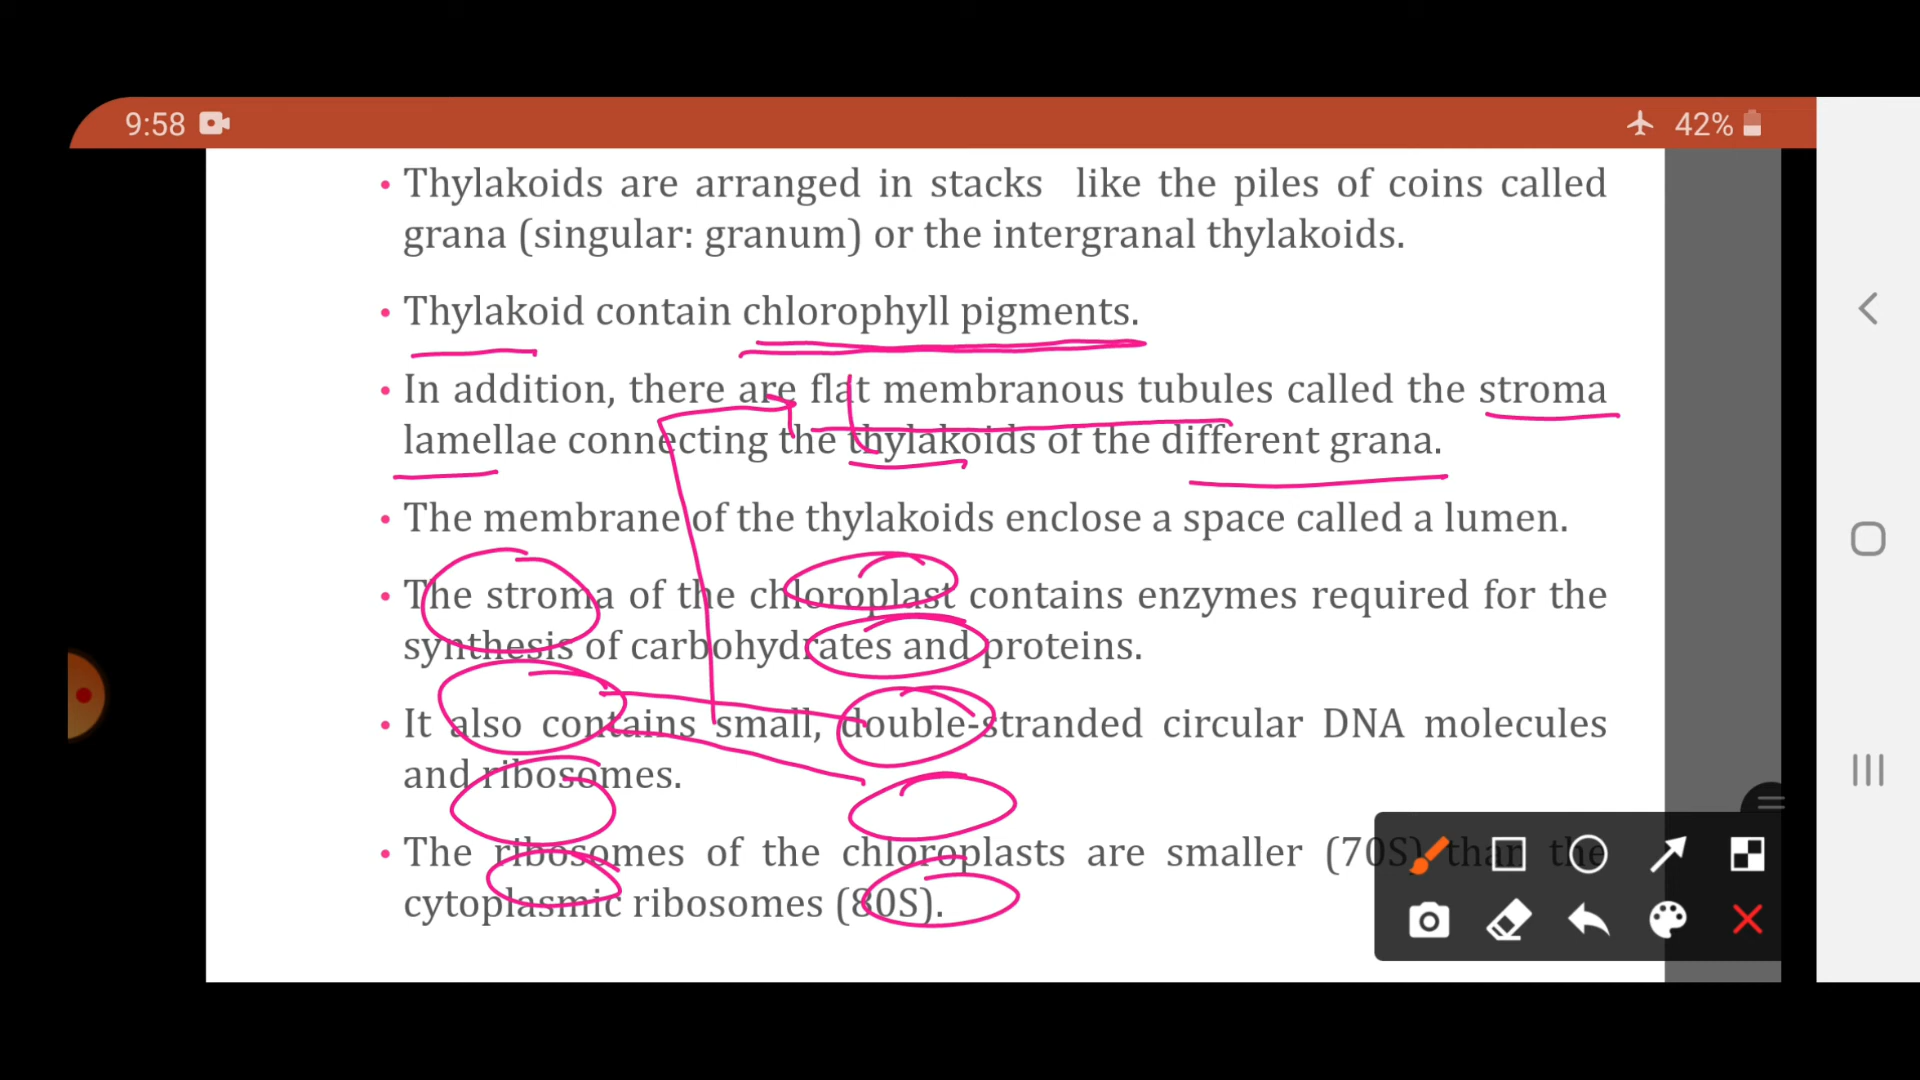 9:58
42%
• Thylakoids are arranged in stacks like the piles of coins called
grana (singular: granum) or the intergranal thylakoids.
• Thylakoid contain chlorophyll pigments.
• In addition, there are flat membranous tubules called the stroma
lamellae connecting the thylakoids of the different grana.
• The membrane of the thylakoids enclose a space called a lumen.
• The stroma of the chloroplast contains enzymes required for the
synthesis of carbohydrates and proteins.
• It also contains small, double-stranded circular DNA molecules
and ribosomes.
• The ribosomes of the chloroplasts are smaller (70S) than the
cytoplasmic ribosomes (80S).